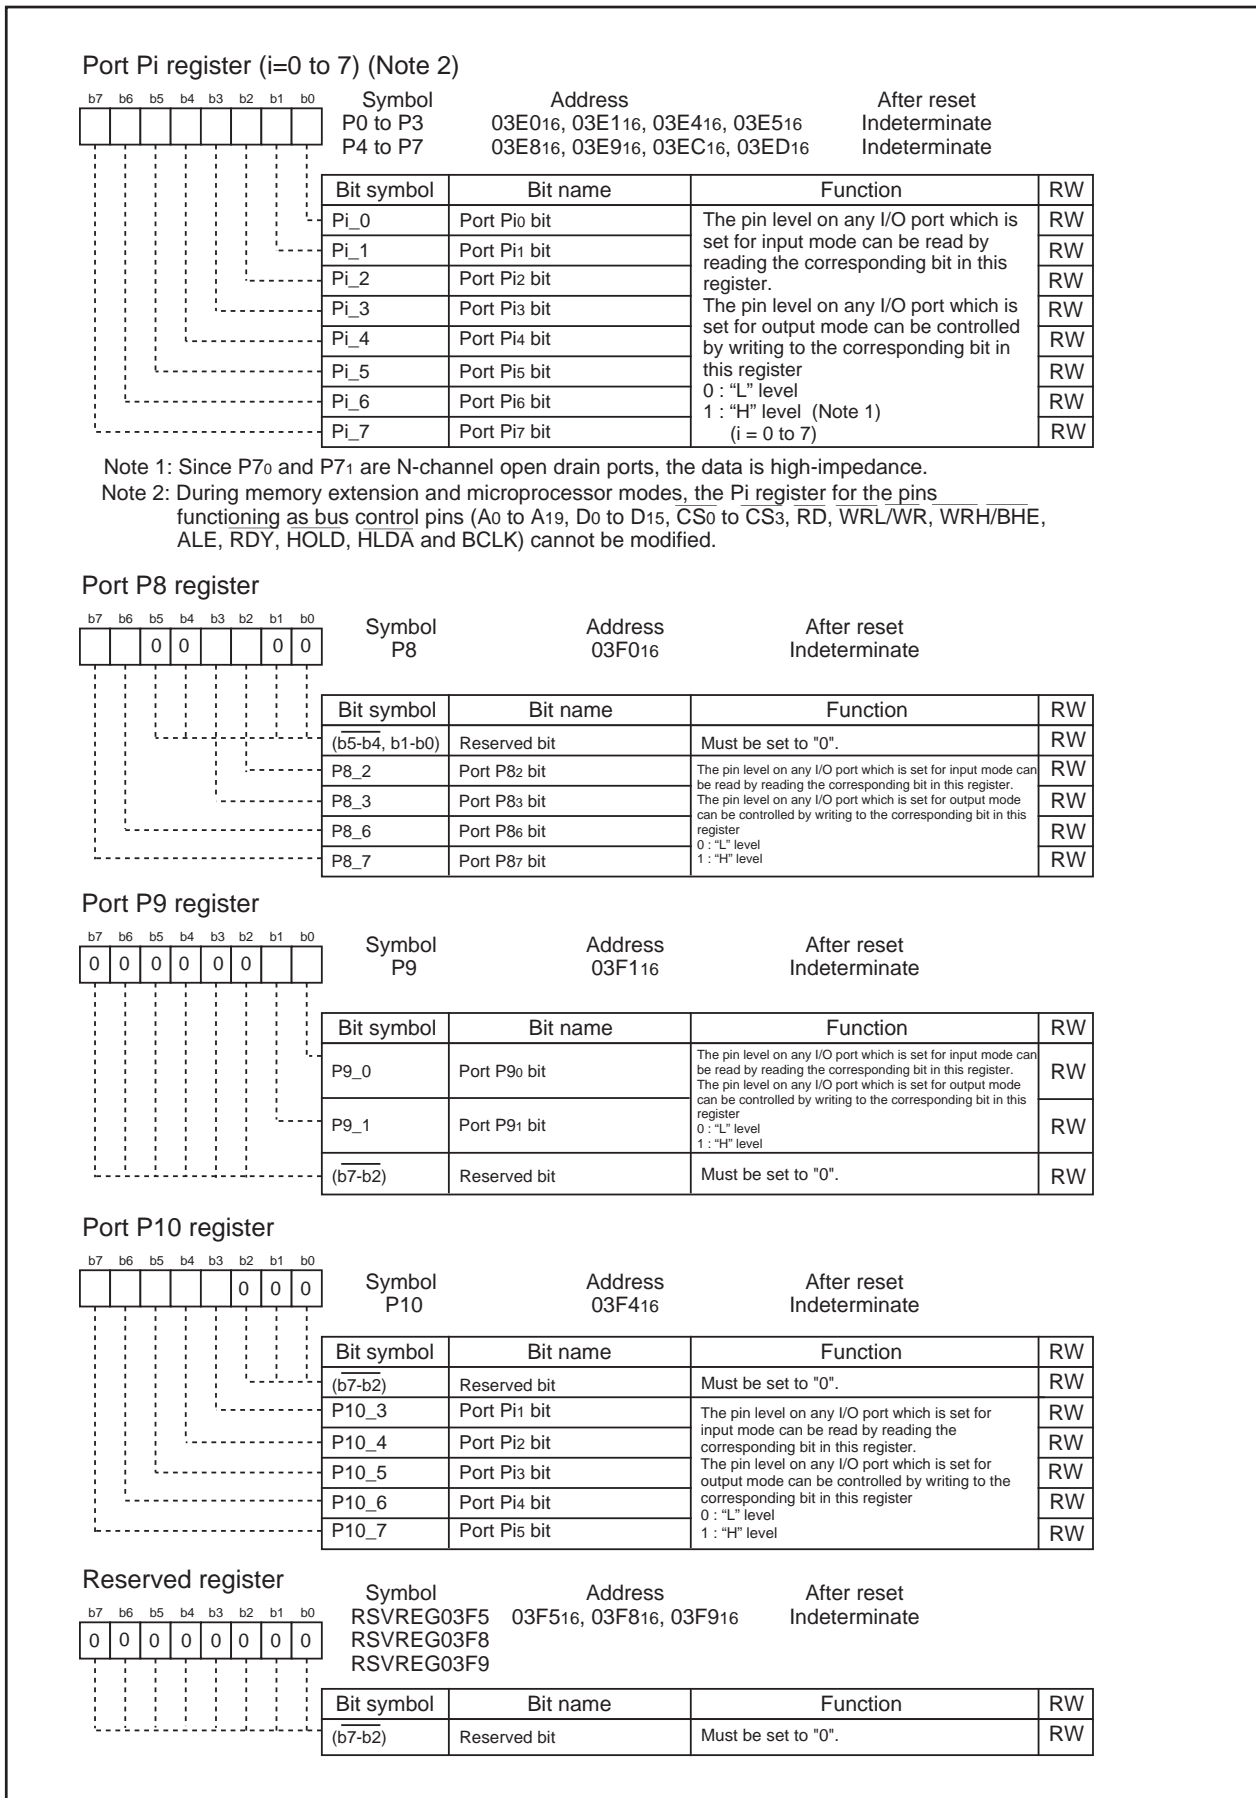 Port Pi register (i=0 to 7) (Note 2)
b7 b6 b5 b4 b3 b2 b1 b0
Symbol Address After reset
P0 to P3 03E016, 03E116, 03E416, 03E516 Indeterminate
P4 to P7 03E816, 03E916, 03EC16, 03ED16 Indeterminate
Bit symbol Bit name Function RW
Pi_0 Port Pi0 bit RW
Pi_1 Port Pi1 bit RW
Pi_2 Port Pi2 bit RW
Pi_3 Port Pi3 bit RW
Pi_4 Port Pi4 bit RW
Pi_5 Port Pi5 bit RW
Pi_6 Port Pi6 bit RW
Pi_7 Port Pi7 bit RW
The pin level on any I/O port which is
set for input mode can be read by
reading the corresponding bit in this
register.
The pin level on any I/O port which is
set for output mode can be controlled
by writing to the corresponding bit in
this register
0 : “L” level
1 : “H” level (Note 1)
(i = 0 to 7)
Note 1: Since P70 and P71 are N-channel open drain ports, the data is high-impedance.
Note 2: During memory extension and microprocessor modes, the Pi register for the pins
functioning as bus control pins (A0 to A19, D0 to D15, CS0 to CS3, RD, WRL/WR, WRH/BHE,
ALE, RDY, HOLD, HLDA and BCLK) cannot be modified.
Port P8 register
b7 b6 b5 b4 b3 b2 b1 b0
0 0 0 0
Symbol Address After reset
P8 03F016 Indeterminate
Bit symbol Bit name Function RW
(b5-b4, b1-b0) Reserved bit Must be set to "0". RW
P8_2 Port P82 bit RW
P8_3 Port P83 bit RW
P8_6 Port P86 bit RW
P8_7 Port P87 bit RW
The pin level on any I/O port which is set for input mode can
be read by reading the corresponding bit in this register.
The pin level on any I/O port which is set for output mode
can be controlled by writing to the corresponding bit in this
register
0 : “L” level
1 : “H” level
Port P9 register
b7 b6 b5 b4 b3 b2 b1 b0
0 0 0 0 0 0
Symbol Address After reset
P9 03F116 Indeterminate
Bit symbol Bit name Function RW
P9_0 Port P90 bit RW
P9_1 Port P91 bit RW
The pin level on any I/O port which is set for input mode can
be read by reading the corresponding bit in this register.
The pin level on any I/O port which is set for output mode
can be controlled by writing to the corresponding bit in this
register
0 : “L” level
1 : “H” level
(b7-b2) Reserved bit Must be set to "0". RW
Port P10 register
b7 b6 b5 b4 b3 b2 b1 b0
0 0 0
Symbol Address After reset
P10 03F416 Indeterminate
Bit symbol Bit name Function RW
(b7-b2) Reserved bit Must be set to "0". RW
P10_3 Port Pi1 bit RW
P10_4 Port Pi2 bit RW
P10_5 Port Pi3 bit RW
P10_6 Port Pi4 bit RW
P10_7 Port Pi5 bit RW
The pin level on any I/O port which is set for
input mode can be read by reading the
corresponding bit in this register.
The pin level on any I/O port which is set for
output mode can be controlled by writing to the
corresponding bit in this register
0 : “L” level
1 : “H” level
Reserved register
b7 b6 b5 b4 b3 b2 b1 b0
0 0 0 0 0 0 0 0
Symbol Address After reset
RSVREG03F5 03F516, 03F816, 03F916 Indeterminate
RSVREG03F8
RSVREG03F9
Bit symbol Bit name Function RW
(b7-b2) Reserved bit Must be set to "0". RW